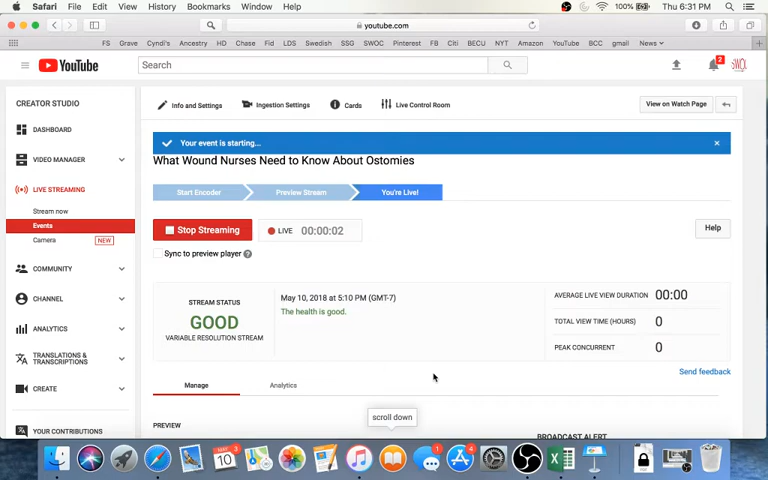 Safari File Edit View History Bookmarks Window Help 100% Thu 6:31 PM
youtube.com
FS Grave Cyndi's Ancestry HD Chase Fid LDS Swedish SSG SWOC Pinterest FB Citi BECU NYT Amazon YouTube BCC gmail News
YouTube Search 2
CREATOR STUDIO
Info and Settings Ingestion Settings Cards Live Control Room View on Watch Page
DASHBOARD
Your event is starting...
VIDEO MANAGER
What Wound Nurses Need to Know About Ostomies
LIVE STREAMING
Start Encoder Preview Stream You're Live!
Stream now
Events
Camera NEW
Stop Streaming LIVE 00:00:02 Help
Sync to preview player ?
COMMUNITY
CHANNEL
ANALYTICS
TRANSLATIONS & TRANSCRIPTIONS
CREATE
YOUR CONTRIBUTIONS
STREAM STATUS
GOOD
VARIABLE RESOLUTION STREAM
May 10, 2018 at 5:10 PM (GMT-7)
The health is good.
AVERAGE LIVE VIEW DURATION 00:00
TOTAL VIEW TIME (HOURS) 0
PEAK CONCURRENT 0
Send feedback
Manage Analytics
scroll down
PREVIEW
BROADCAST ALERT
MAY 10 3 1 4